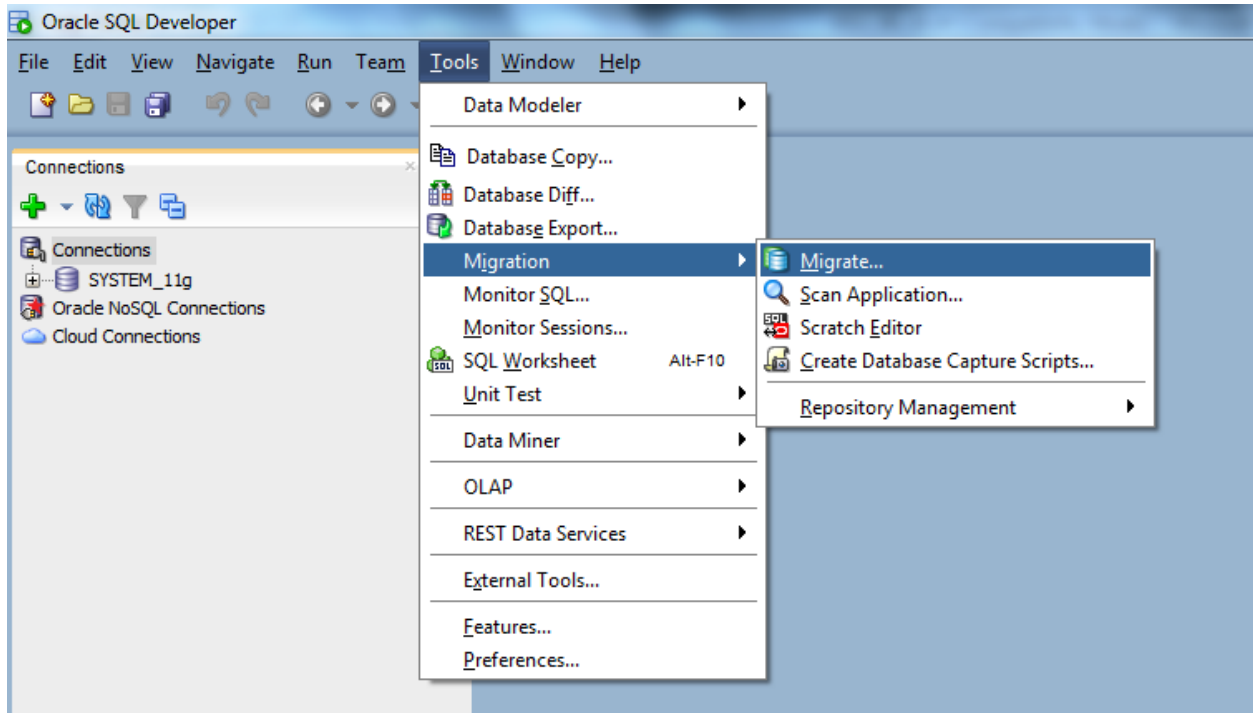 Oracle SQL Developer
File Edit View Navigate Run Team Tools Window Help
Connections
Connections
SYSTEM_11g
Oracle NoSQL Connections
Cloud Connections
Data Modeler
Database Copy...
Database Diff...
Database Export...
Migration
Monitor SQL...
Monitor Sessions...
SQL Worksheet Alt-F10
Unit Test
Data Miner
OLAP
REST Data Services
External Tools...
Features...
Preferences...
Migrate...
Scan Application...
Scratch Editor
Create Database Capture Scripts...
Repository Management